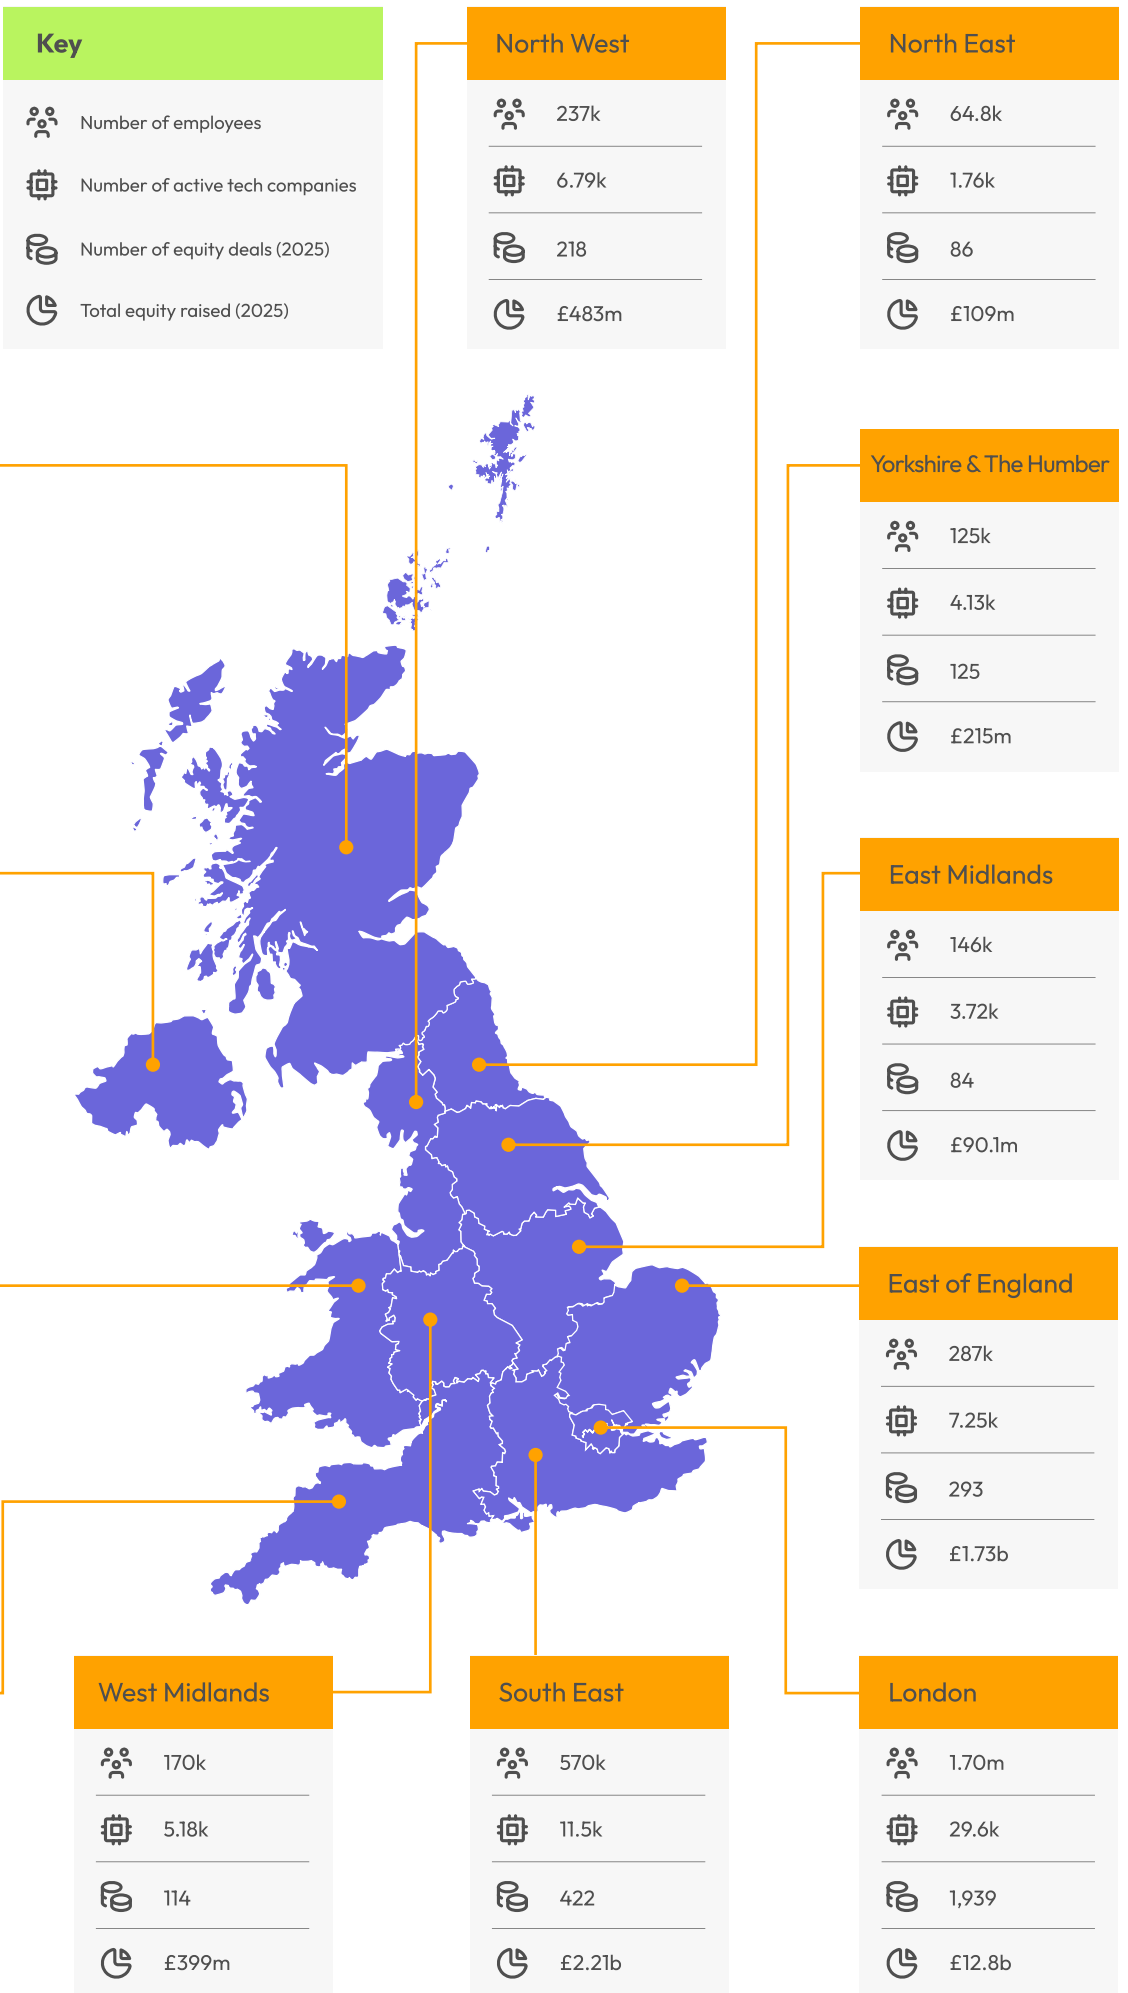 Key
Number of employees
Number of active tech companies
Number of equity deals (2025)
Total equity raised (2025)
North West
237k
6.79k
218
£483m
North East
64.8k
1.76k
86
£109m
Yorkshire & The Humber
125k
4.13k
125
£215m
East Midlands
146k
3.72k
84
£90.1m
East of England
287k
7.25k
293
£1.73b
West Midlands
170k
5.18k
114
£399m
South East
570k
11.5k
422
£2.21b
London
1.70m
29.6k
1,939
£12.8b